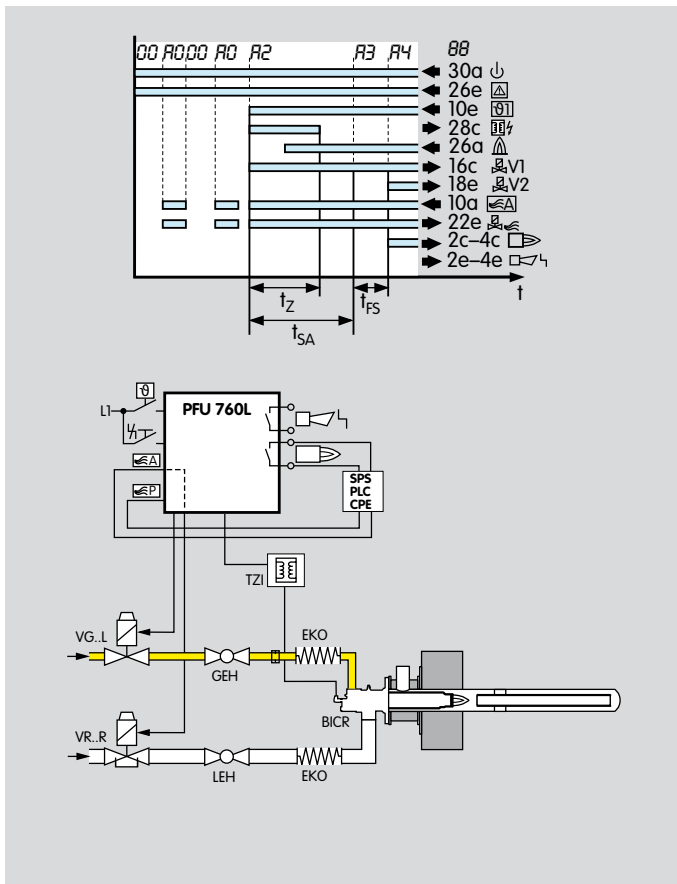 00 A0 00 A0 A2 A3 A4 88
30a
26e
10e ϑ1
28c
26a
16c V1
18e V2
10a A
22e
2c–4c
2e–4e
t
tZ tFS
tSA
ϑ
L1
PFU 760L
A
P
SPS
PLC
CPE
TZI
VG..L
EKO
GEH
BICR
VR..R
LEH
EKO